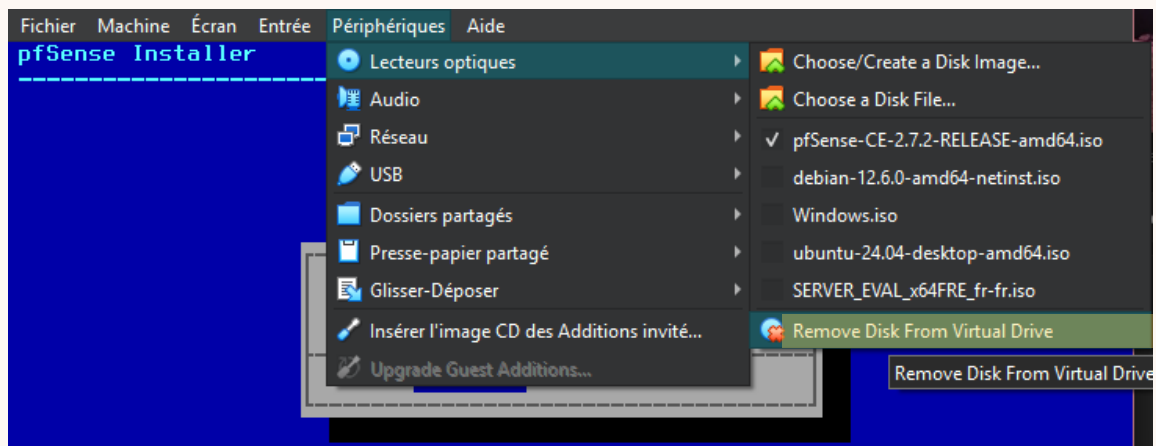 Fichier Machine Écran Entrée Périphériques Aide
pfSense Installer
Lecteurs optiques
Audio
Réseau
USB
Dossiers partagés
Presse-papier partagé
Glisser-Déposer
Insérer l'image CD des Additions invité...
Upgrade Guest Additions...
Choose/Create a Disk Image...
Choose a Disk File...
pfSense-CE-2.7.2-RELEASE-amd64.iso
debian-12.6.0-amd64-netinst.iso
Windows.iso
ubuntu-24.04-desktop-amd64.iso
SERVER_EVAL_x64FRE_fr-fr.iso
Remove Disk From Virtual Drive
Remove Disk From Virtual Drive